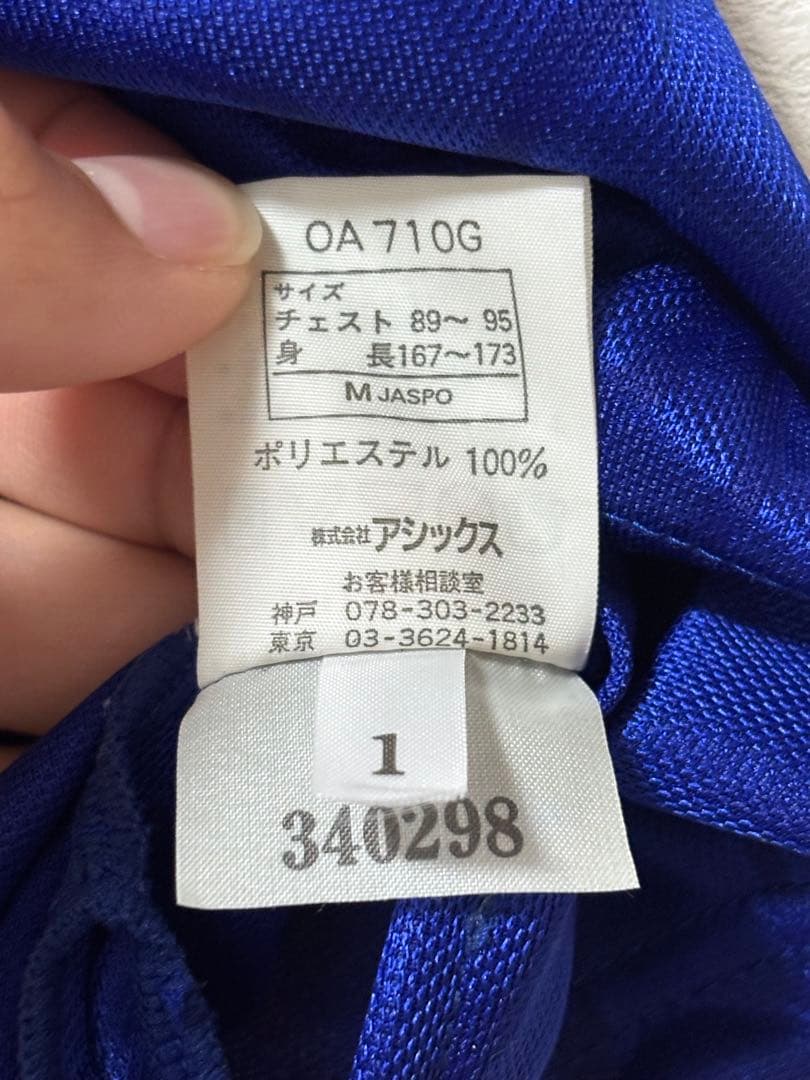 OA710G
サイズ
チェスト 89〜 95
身 長167〜173
M JASPO
ポリエステル 100%
株式会社アシックス
お客様相談室
神戸 078-303-2233
東京 03-3624-1814
1
340298